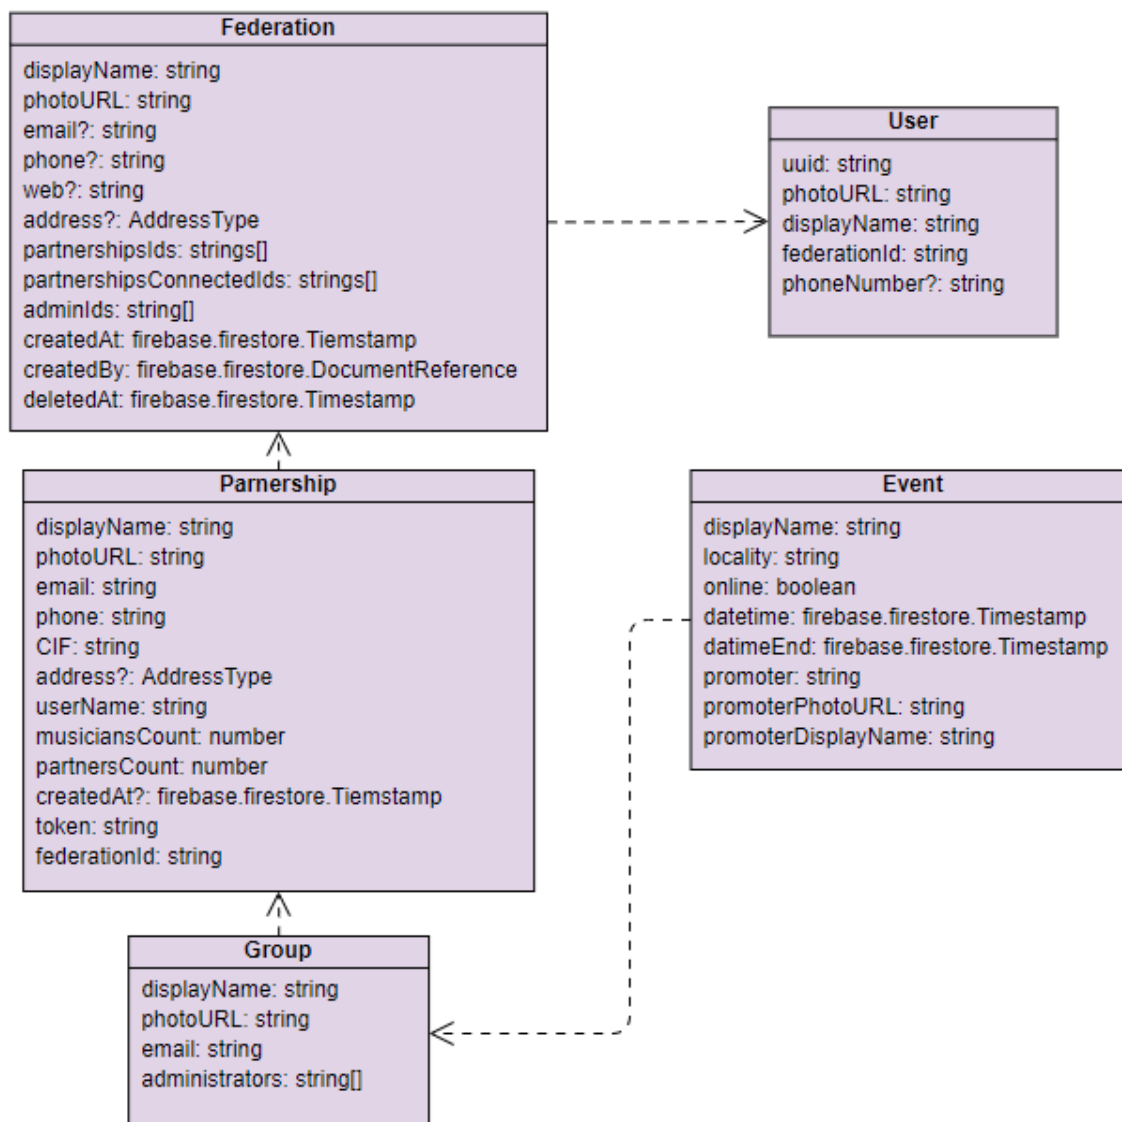 Federation
displayName: string
photoURL: string
email?: string
phone?: string
web?: string
address?: AddressType
partnershipsIds: strings[]
partnershipsConnectedIds: strings[]
adminIds: string[]
createdAt: firebase.firestore.Tiemstamp
createdBy: firebase.firestore.DocumentReference
deletedAt: firebase.firestore.Timestamp
User
uuid: string
photoURL: string
displayName: string
federationId: string
phoneNumber?: string
Parnership
displayName: string
photoURL: string
email: string
phone: string
CIF: string
address?: AddressType
userName: string
musiciansCount: number
partnersCount: number
createdAt?: firebase.firestore.Tiemstamp
token: string
federationId: string
Event
displayName: string
locality: string
online: boolean
datetime: firebase.firestore.Timestamp
datimeEnd: firebase.firestore.Timestamp
promoter: string
promoterPhotoURL: string
promoterDisplayName: string
Group
displayName: string
photoURL: string
email: string
administrators: string[]